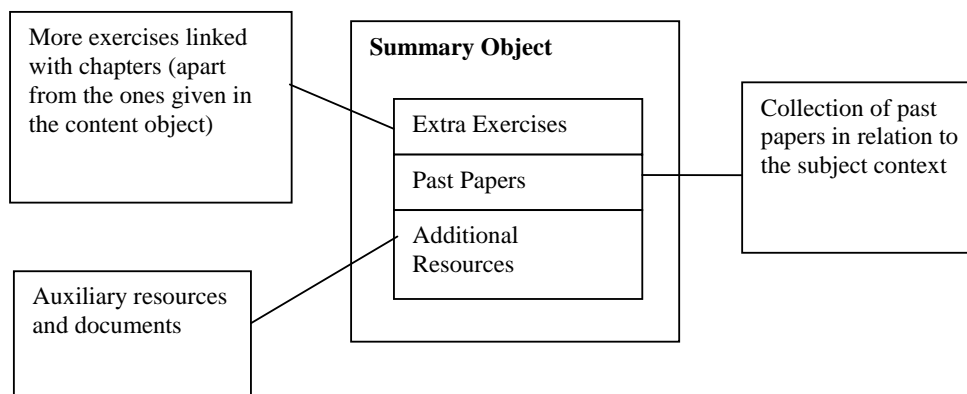 More exercises linked
with chapters (apart
from the ones given in
the content object)
Summary Object
Extra Exercises
Past Papers
Additional
Resources
Collection of past
papers in relation to
the subject context
Auxiliary resources
and documents